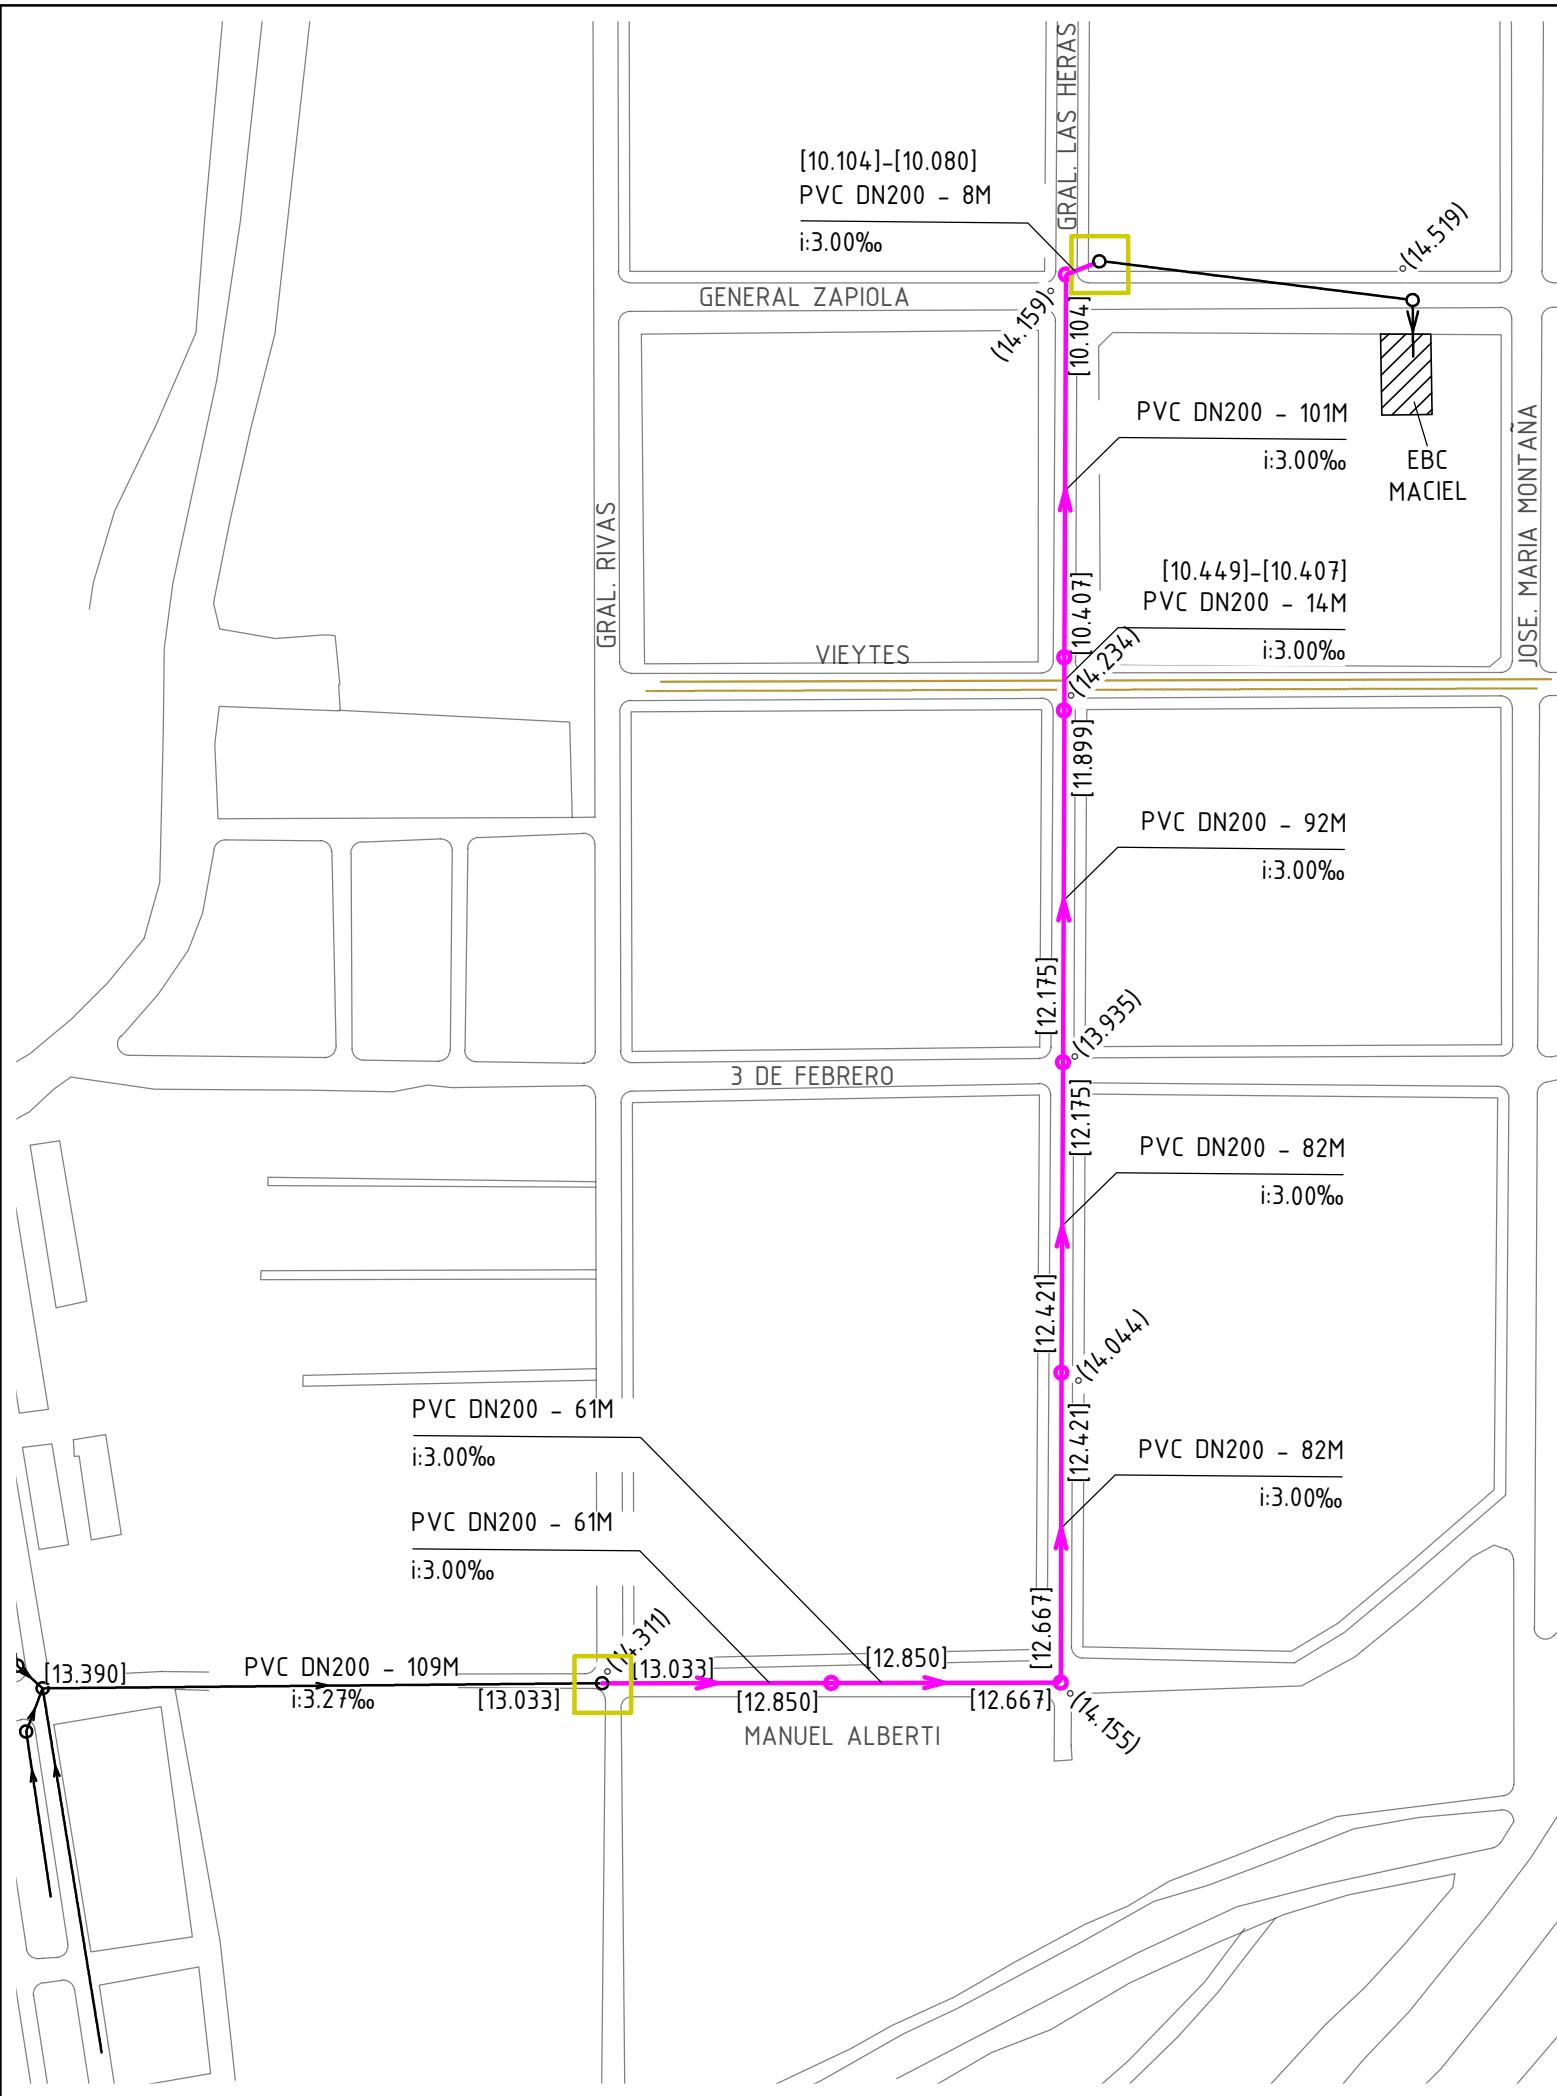 GRAL. LAS HERAS
[10.104]-[10.080]
PVC DN200 - 8M
i:3.00‰
(14.519)
GENERAL ZAPIOLA
(14.159)
[10.104]
PVC DN200 - 101M
i:3.00‰
EBC
MACIEL
JOSE. MARIA MONTAÑA
GRAL. RIVAS
[10.407]
[10.449]-[10.407]
PVC DN200 - 14M
i:3.00‰
VIEYTES
(14.234)
[11.899]
PVC DN200 - 92M
i:3.00‰
[12.175]
(13.935)
3 DE FEBRERO
[12.175]
PVC DN200 - 82M
i:3.00‰
[12.421]
(14.044)
PVC DN200 - 61M
i:3.00‰
[12.421]
PVC DN200 - 82M
i:3.00‰
PVC DN200 - 61M
i:3.00‰
[12.667]
(14.311)
[13.390]
PVC DN200 - 109M
i:3.27‰
[13.033]
[13.033]
[12.850]
[12.850]
[12.667]
(14.155)
MANUEL ALBERTI